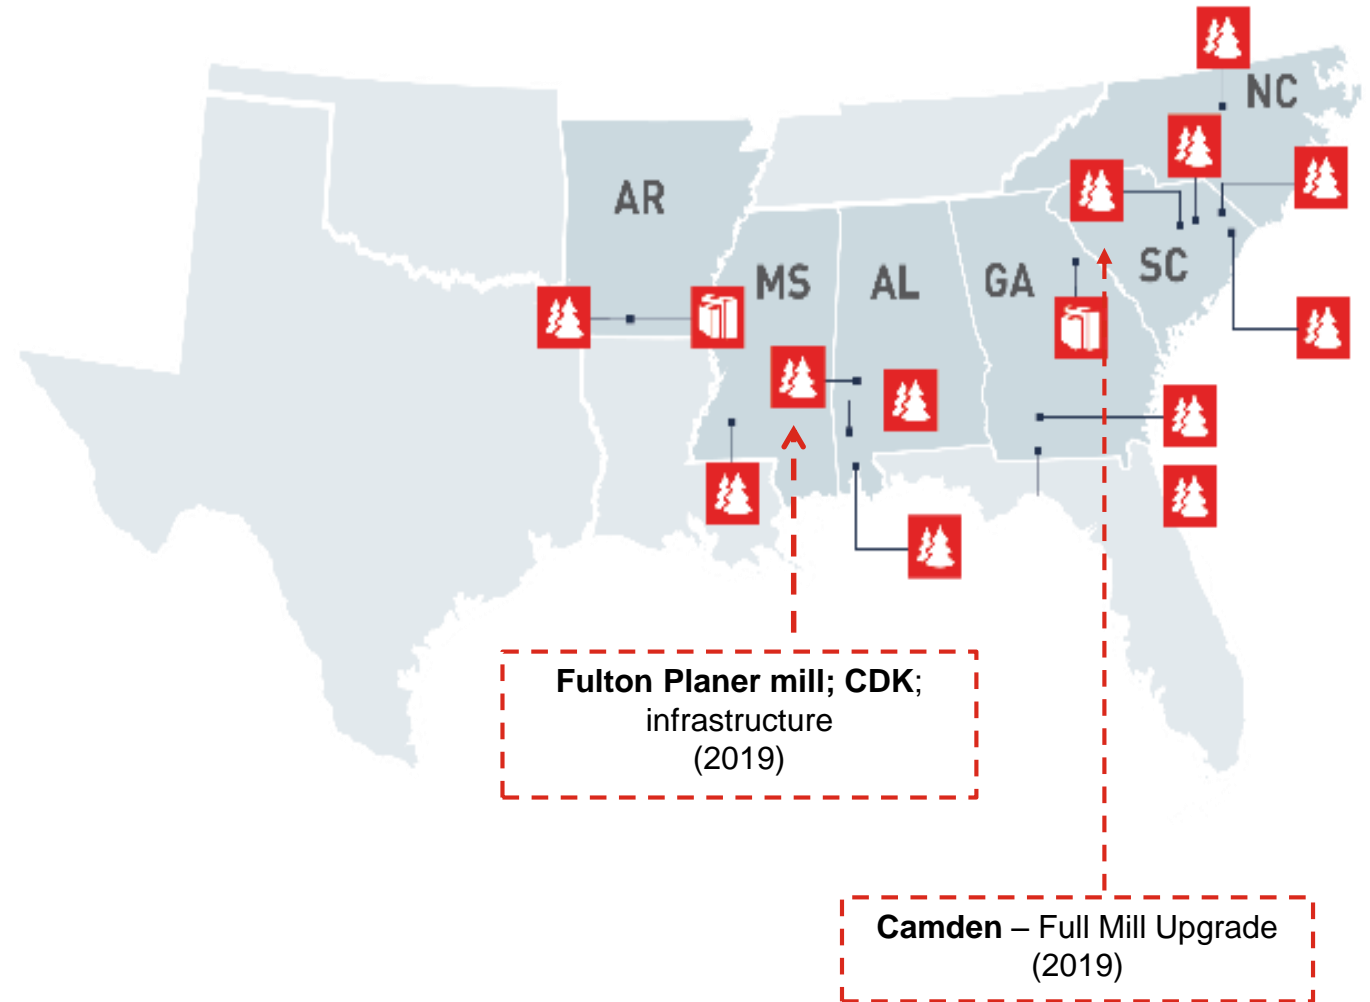 NC
AR
SC
MS
AL
GA
Fulton Planer mill; CDK;
infrastructure
(2019)
Camden – Full Mill Upgrade
(2019)